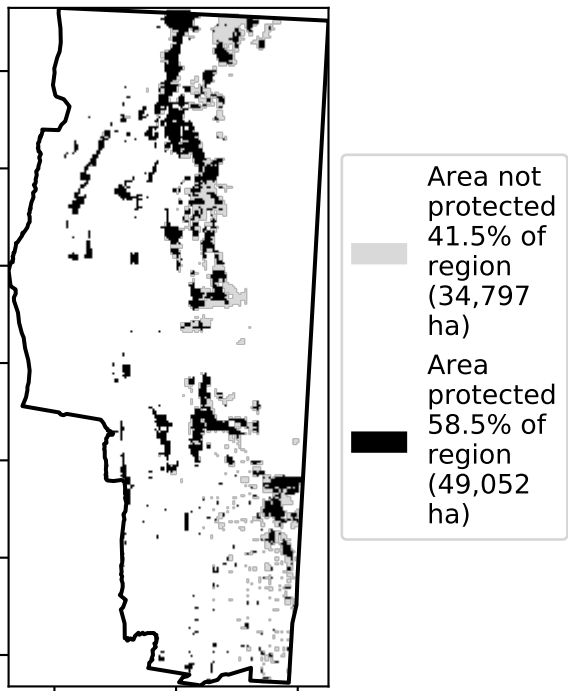 Area not
protected
41.5% of
region
(34,797
ha)
Area
protected
58.5% of
region
(49,052
ha)